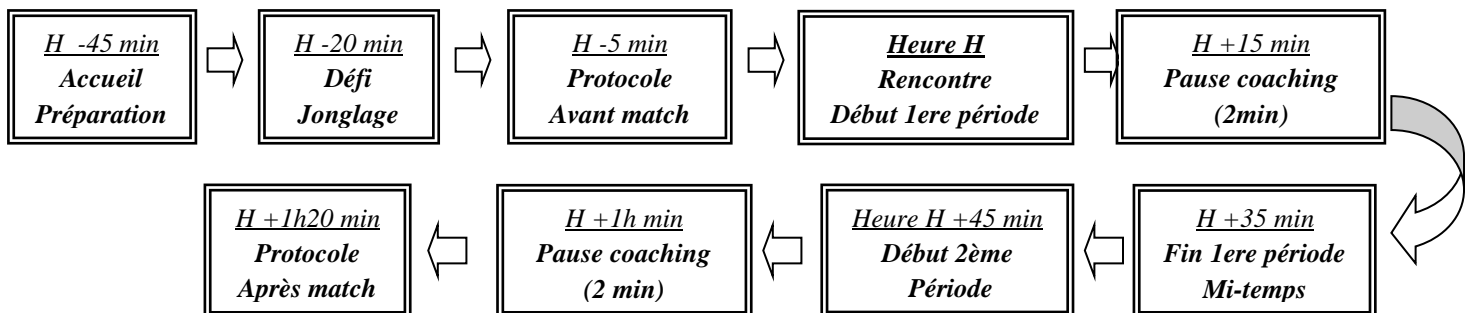 H -45 min
Accueil
Préparation
H -20 min
Défi
Jonglage
H -5 min
Protocole
Avant match
Heure H
Rencontre
Début 1ere période
H +15 min
Pause coaching
(2min)
H +35 min
Fin 1ere période
Mi-temps
Heure H +45 min
Début 2ème
Période
H +1h min
Pause coaching
(2 min)
H +1h20 min
Protocole
Après match